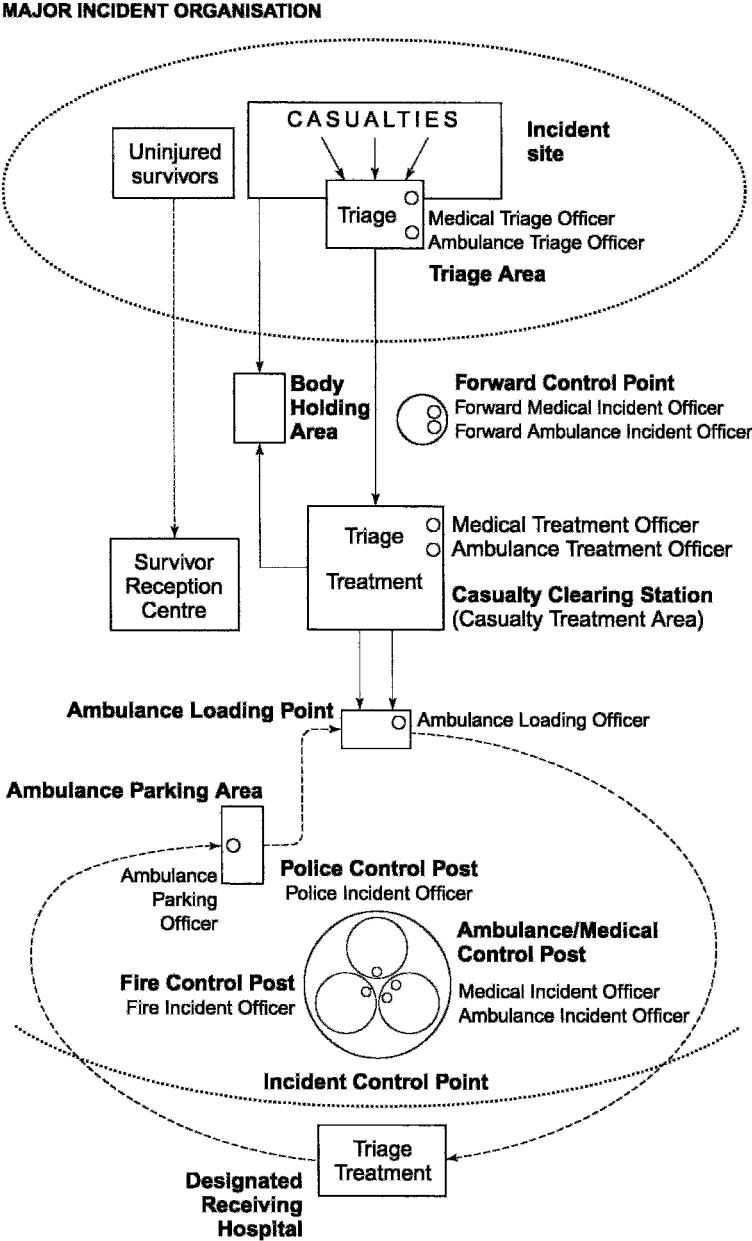 MAJOR INCIDENT ORGANISATION
CASUALTIES
Incident
site
Uninjured
survivors
Triage
Medical Triage Officer
Ambulance Triage Officer
Triage Area
Body
Holding
Area
Forward Control Point
Forward Medical Incident Officer
Forward Ambulance Incident Officer
Survivor
Reception
Centre
Triage
Treatment
Medical Treatment Officer
Ambulance Treatment Officer
Casualty Clearing Station
(Casualty Treatment Area)
Ambulance Loading Point
Ambulance Loading Officer
Ambulance Parking Area
Ambulance
Parking
Officer
Police Control Post
Police Incident Officer
Ambulance/Medical
Control Post
Medical Incident Officer
Ambulance Incident Officer
Fire Control Post
Fire Incident Officer
Incident Control Point
Triage
Treatment
Designated
Receiving
Hospital